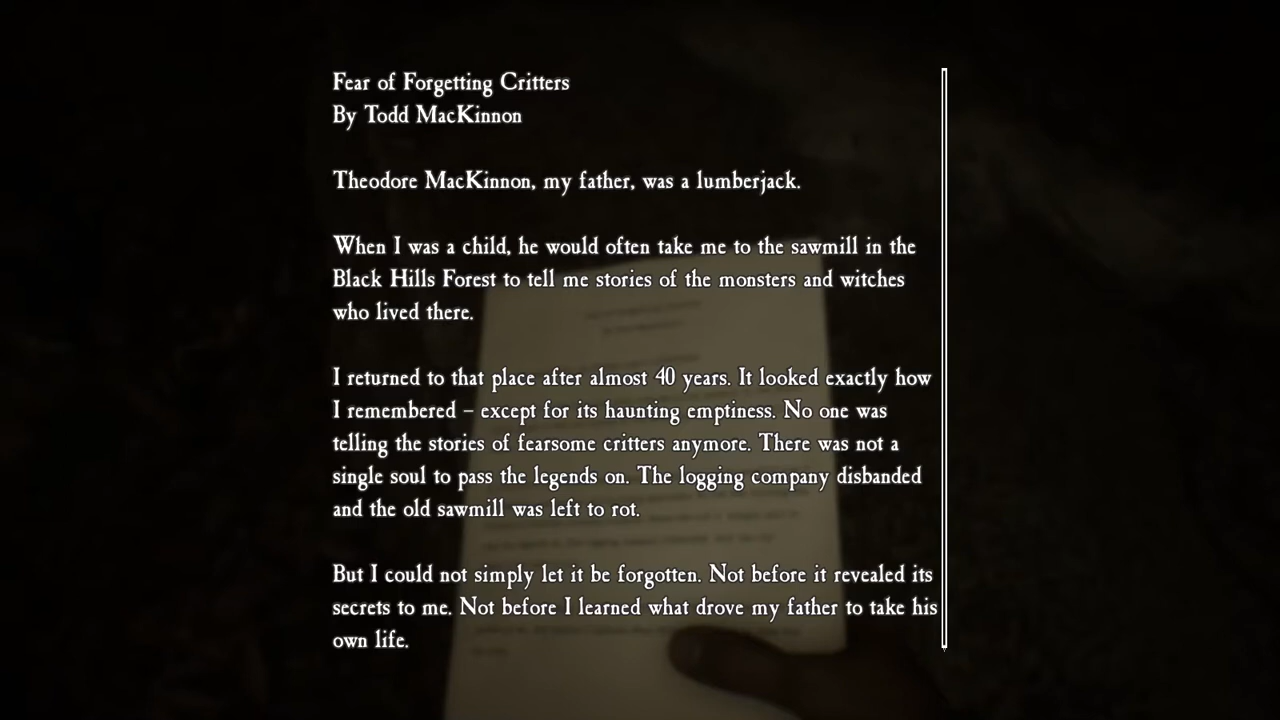 Fear of Forgetting Critters
By Todd MacKinnon
Theodore MacKinnon, my father, was a lumberjack.
When I was a child, he would often take me to the sawmill in the
Black Hills Forest to tell me stories of the monsters and witches
who lived there.
I returned to that place after almost 40 years. It looked exactly how
I remembered – except for its haunting emptiness. No one was
telling the stories of fearsome critters anymore. There was not a
single soul to pass the legends on. The logging company disbanded
and the old sawmill was left to rot.
But I could not simply let it be forgotten. Not before it revealed its
secrets to me. Not before I learned what drove my father to take his
own life.